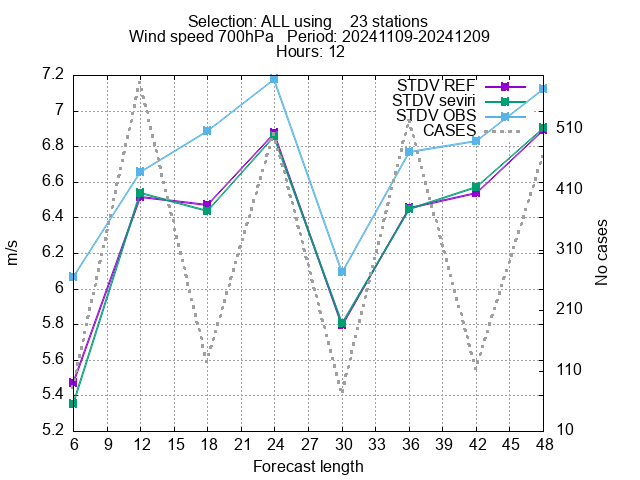 Selection: ALL using 23 stations
Wind speed 700hPa Period: 20241109-20241209
Hours: 12
STDV REF
STDV seviri
STDV OBS
CASES
7.2
7
6.8
6.6
6.4
6.2
6
5.8
5.6
5.4
5.2
m/s
510
410
310
210
110
10
No cases
6 12 18 21 24 27 30 33 36 39 42 45 48
Forecast length